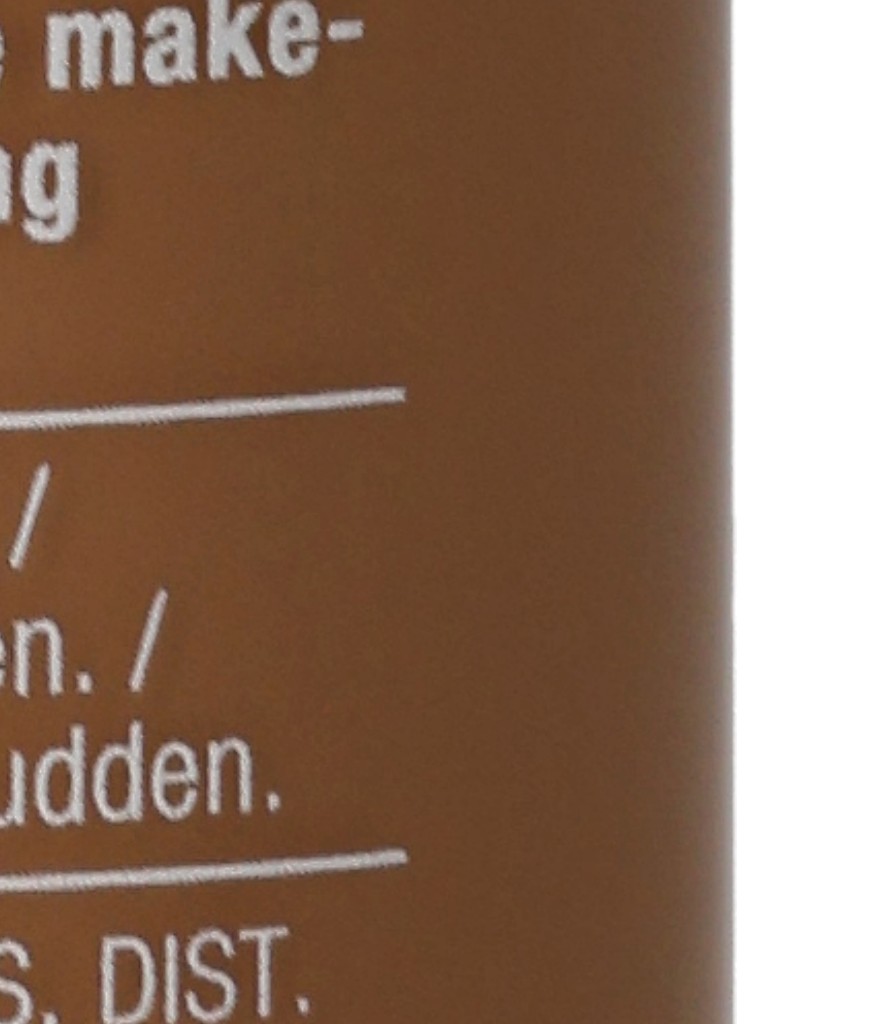 make-
ng
/
en. /
udden.
S. DIST.